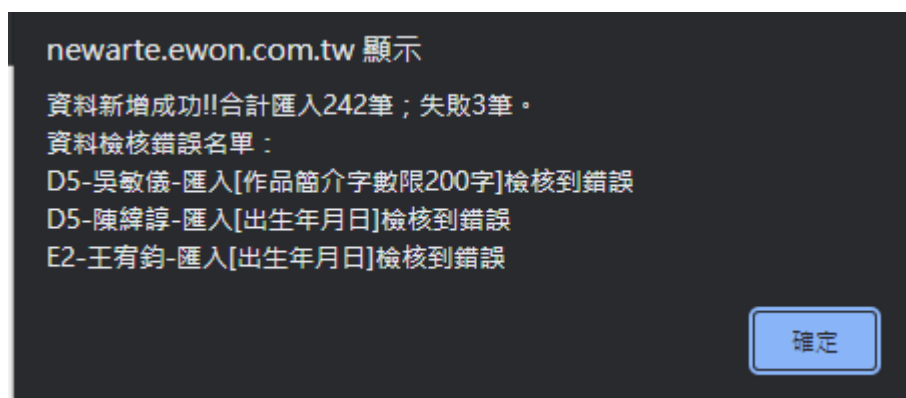 newarte.ewon.com.tw 顯示
資料新增成功!!合計匯入242筆；失敗3筆。
資料檢核錯誤名單：
D5-吳敏儀-匯入[作品簡介字數限200字]檢核到錯誤
D5-陳緯諄-匯入[出生年月日]檢核到錯誤
E2-王宥鈞-匯入[出生年月日]檢核到錯誤
確定